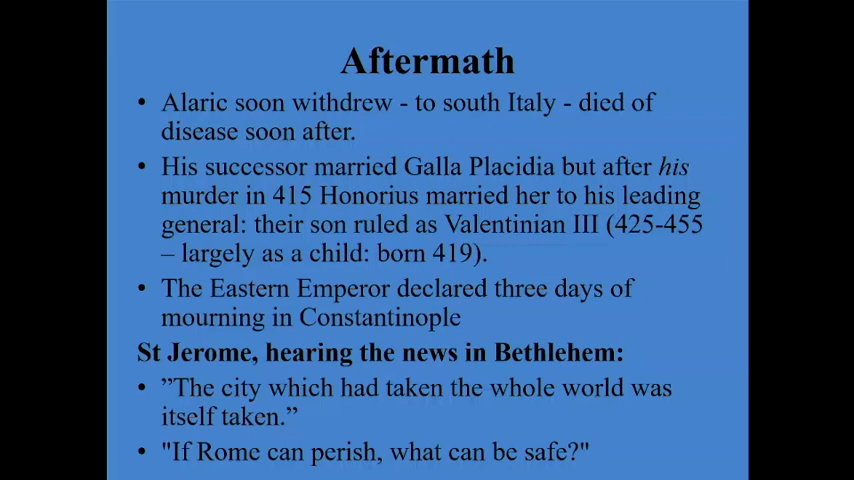 Aftermath
• Alaric soon withdrew - to south Italy - died of
disease soon after.
• His successor married Galla Placidia but after his
murder in 415 Honorius married her to his leading
general: their son ruled as Valentinian III (425-455
– largely as a child: born 419).
• The Eastern Emperor declared three days of
mourning in Constantinople
St Jerome, hearing the news in Bethlehem:
• ”The city which had taken the whole world was
itself taken.”
• "If Rome can perish, what can be safe?"